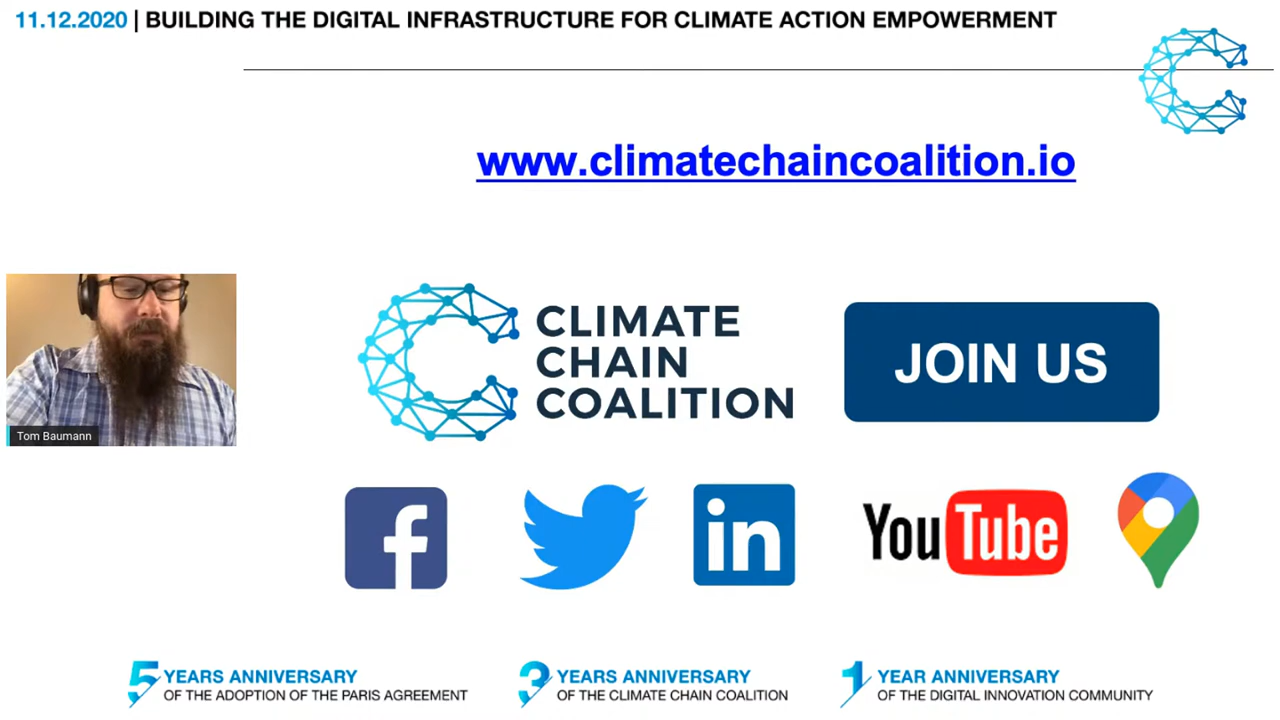 11.12.2020 | BUILDING THE DIGITAL INFRASTRUCTURE FOR CLIMATE ACTION EMPOWERMENT
www.climatechaincoalition.io
CLIMATE
CHAIN
COALITION
JOIN US
Tom Baumann
f
in
YouTube
5 YEARS ANNIVERSARY
OF THE ADOPTION OF THE PARIS AGREEMENT
3 YEARS ANNIVERSARY
OF THE CLIMATE CHAIN COALITION
1 YEAR ANNIVERSARY
OF THE DIGITAL INNOVATION COMMUNITY